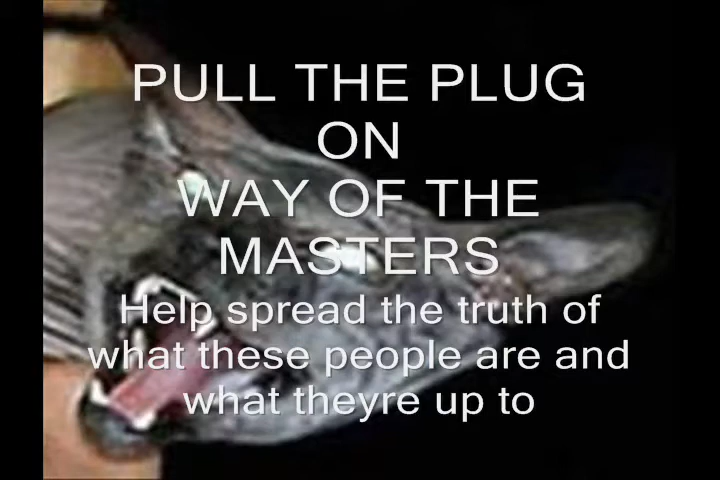 PULL THE PLUG
ON
WAY OF THE
MASTERS
Help spread the truth of
what these people are and
what theyre up to